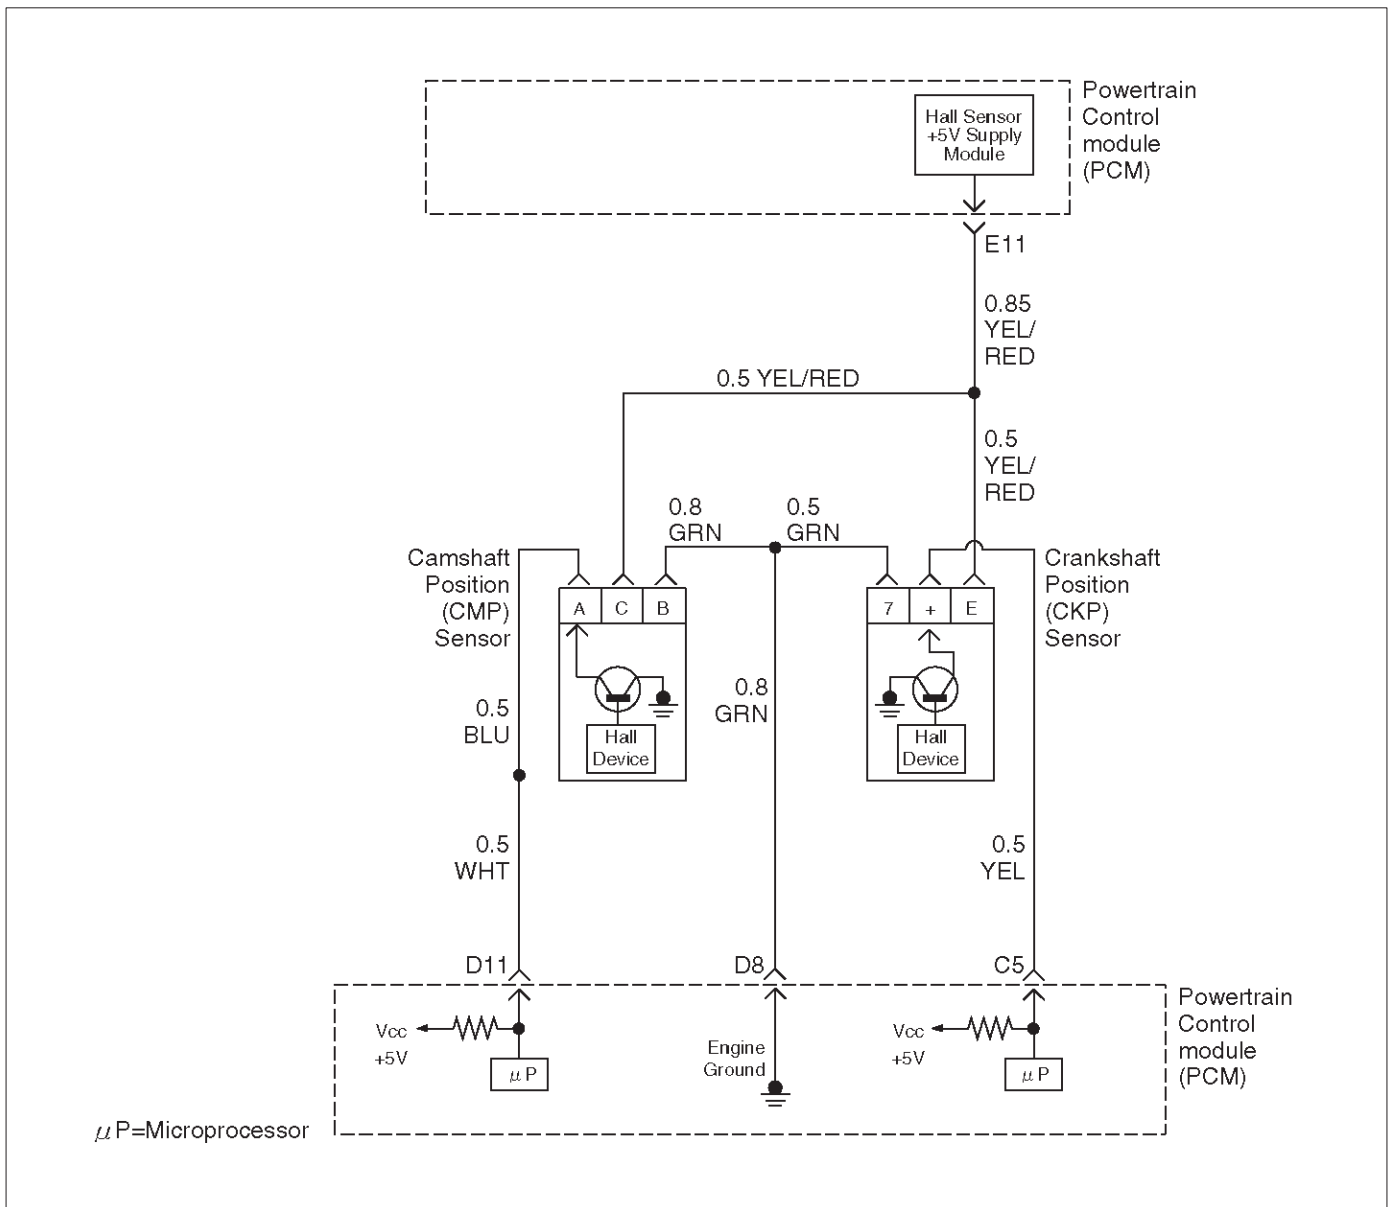 Powertrain
Control
module
(PCM)
Hall Sensor
+5V Supply
Module
E11
0.85
YEL/
RED
0.5 YEL/RED
0.5
YEL/
RED
0.8
GRN
0.5
GRN
Camshaft
Position
(CMP)
Sensor
A C B
7 + E
Crankshaft
Position
(CKP)
Sensor
0.5
BLU
0.8
GRN
Hall
Device
Hall
Device
0.5
WHT
0.5
YEL
D11
D8
C5
Vcc
+5V
μP
Engine
Ground
Vcc
+5V
μP
Powertrain
Control
module
(PCM)
μP=Microprocessor